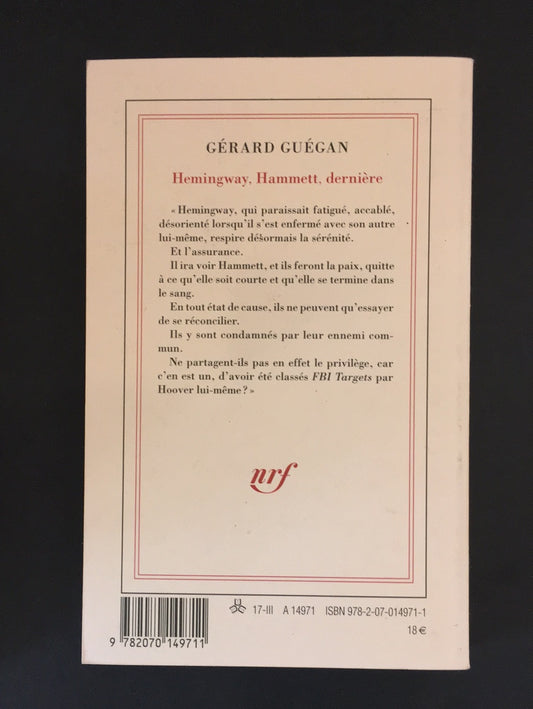 GÉRARD GUÉGAN
Hemingway, Hammett, dernière
« Hemingway, qui paraissait fatigué, accablé,
désorienté lorsqu'il s'est enfermé avec son autre
lui-même, respire désormais la sérénité.
Et l'assurance.
Il ira voir Hammett, et ils feront la paix, quitte
à ce qu'elle soit courte et qu'elle se termine dans
le sang.
En tout état de cause, ils ne peuvent qu'essayer
de se réconcilier.
Ils y sont condamnés par leur ennemi com-
mun.
Ne partagent-ils pas en effet le privilège, car
c'en est un, d'avoir été classés FBI Targets par
Hoover lui-même ? »
nrf
17-III A 14971 ISBN 978-2-07-014971-1
18 €
9 782070 149711